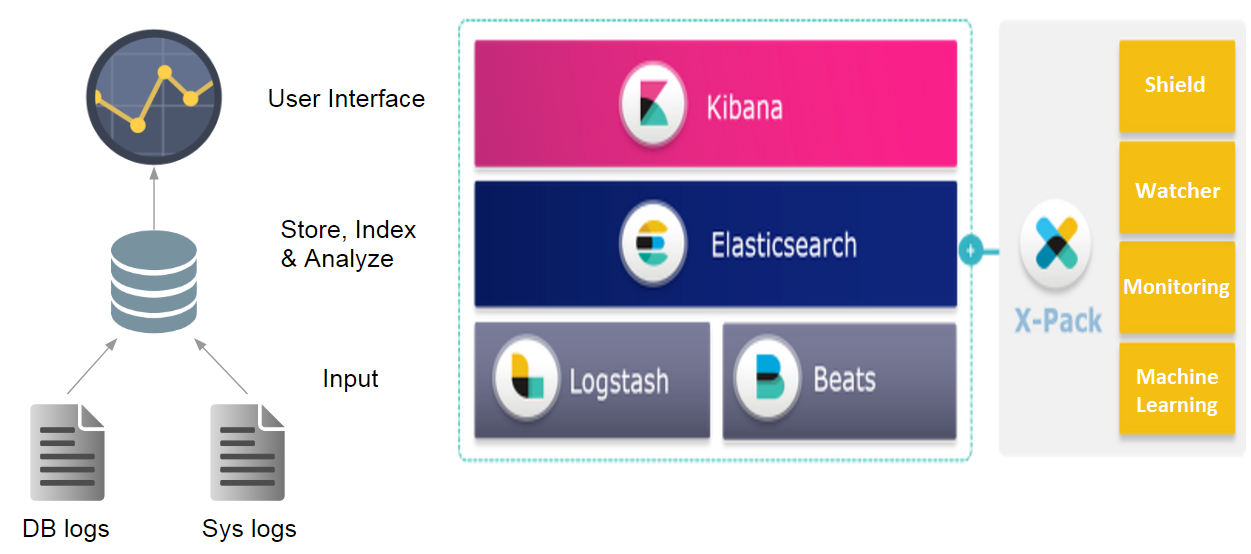 User Interface
Store, Index
& Analyze
Input
DB logs
Sys logs
Kibana
Elasticsearch
Logstash
Beats
+
X-Pack
Shield
Watcher
Monitoring
Machine
Learning